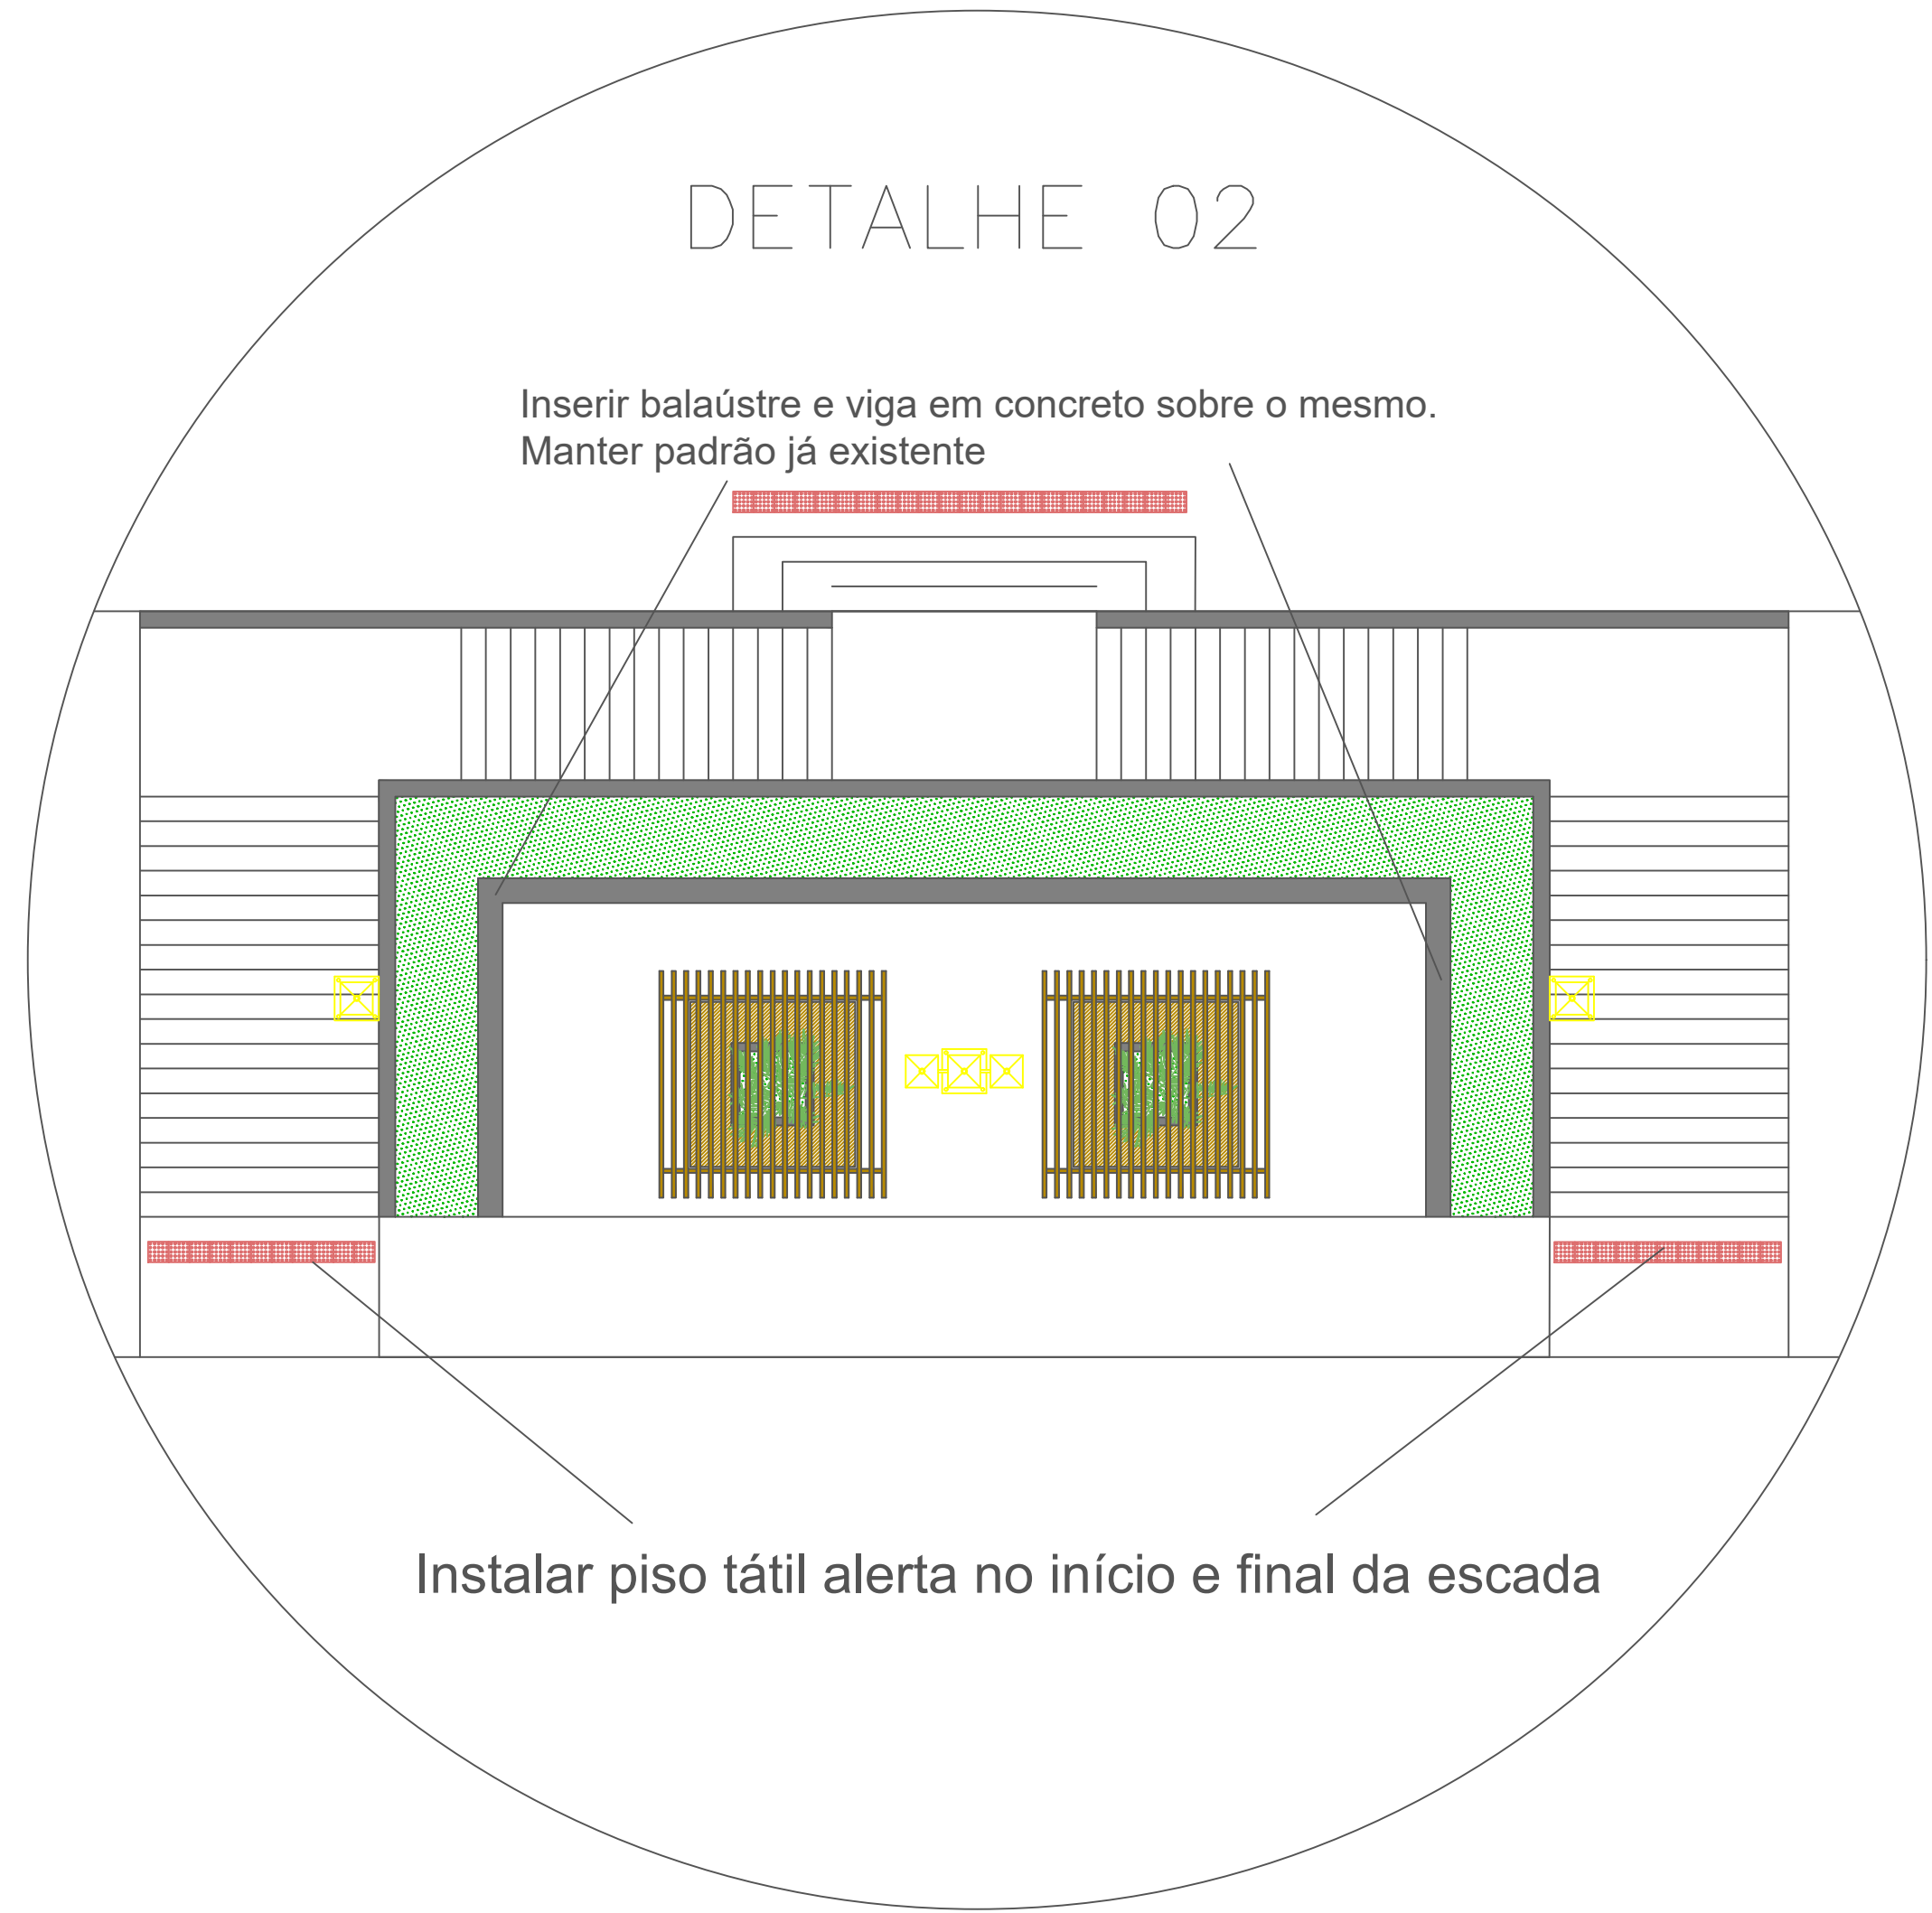 DETALHE 02
Inserir balaústre e viga em concreto sobre o mesmo.
Manter padrão já existente
Instalar piso tátil alerta no início e final da escada